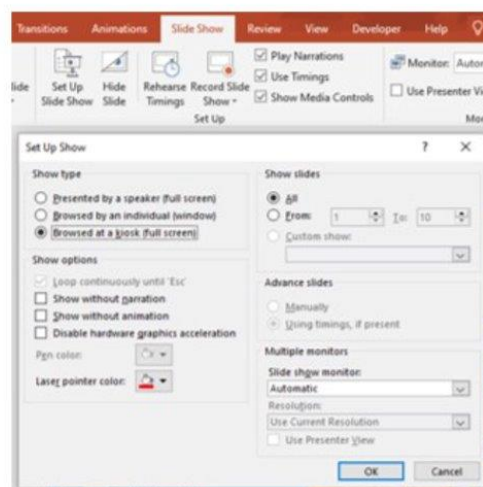 Transitions Animations Slide Show Review View Developer Help
lide
Set Up Slide Show
Hide Slide
Rehearse Timings
Record Slide Show
Play Narrations
Use Timings
Show Media Controls
Set Up
Monitor: Auto
Use Presenter Vi
Mo
Set Up Show ? ×
Show type
Presented by a speaker (full screen)
Browsed by an individual (window)
Browsed at a kiosk (full screen)
Show options
Loop continuously until 'Esc'
Show without narration
Show without animation
Disable hardware graphics acceleration
Pen color:
Laser pointer color:
Show slides
All
From: 1 To: 10
Custom show:
Advance slides
Manually
Using timings, if present
Multiple monitors
Slide show monitor:
Automatic
Resolution:
Use Current Resolution
Use Presenter View
OK Cancel